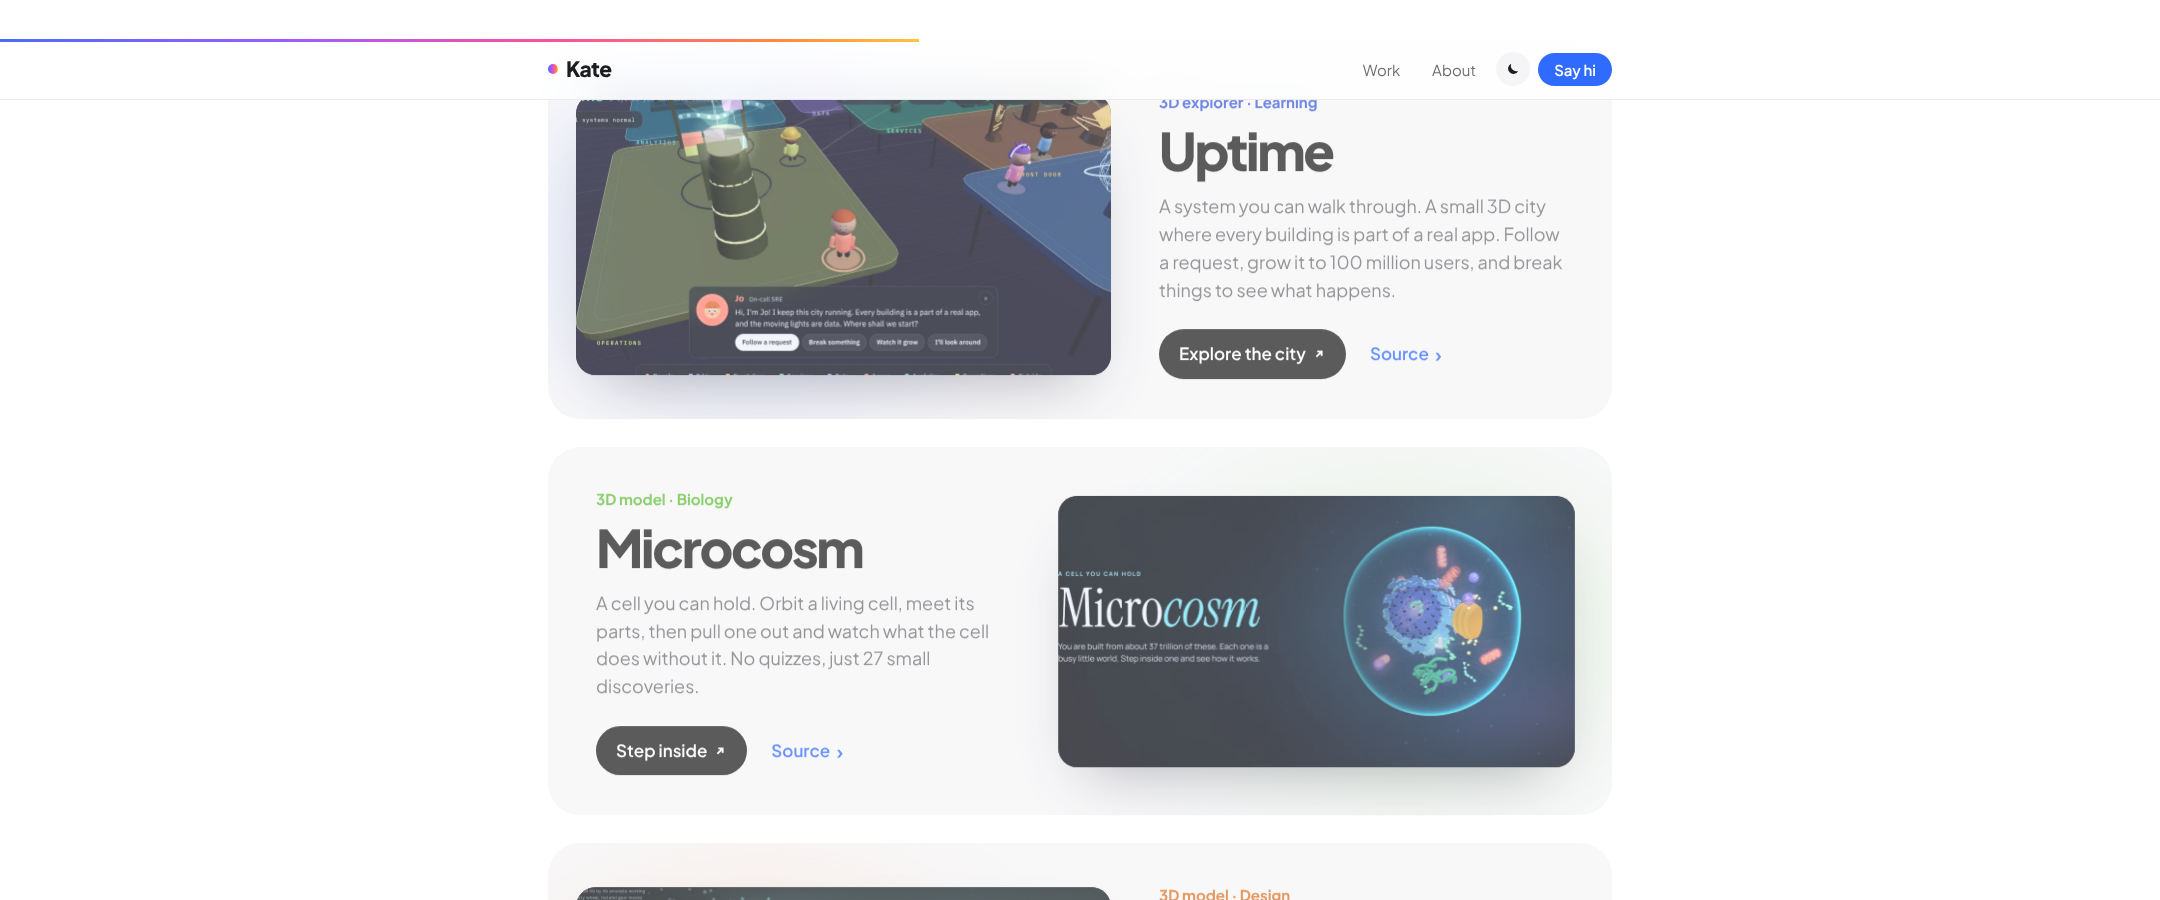 Kate
Work
About
Say hi
systems normal
DATA
SERVICES
ANALYTICS
FRONT DOOR
OPERATIONS
Jo On-call SRE
Hi, I'm Jo! I keep this city running. Every building is a part of a real app,
and the moving lights are data. Where shall we start?
Follow a request
Break something
Watch it grow
I'll look around
3D explorer · Learning
Uptime
A system you can walk through. A small 3D city
where every building is part of a real app. Follow
a request, grow it to 100 million users, and break
things to see what happens.
Explore the city
Source
3D model · Biology
Microcosm
A cell you can hold. Orbit a living cell, meet its
parts, then pull one out and watch what the cell
does without it. No quizzes, just 27 small
discoveries.
Step inside
Source
A CELL YOU CAN HOLD
Microcosm
You are built from about 37 trillion of these. Each one is a
busy little world. Step inside one and see how it works.
3D model · Design